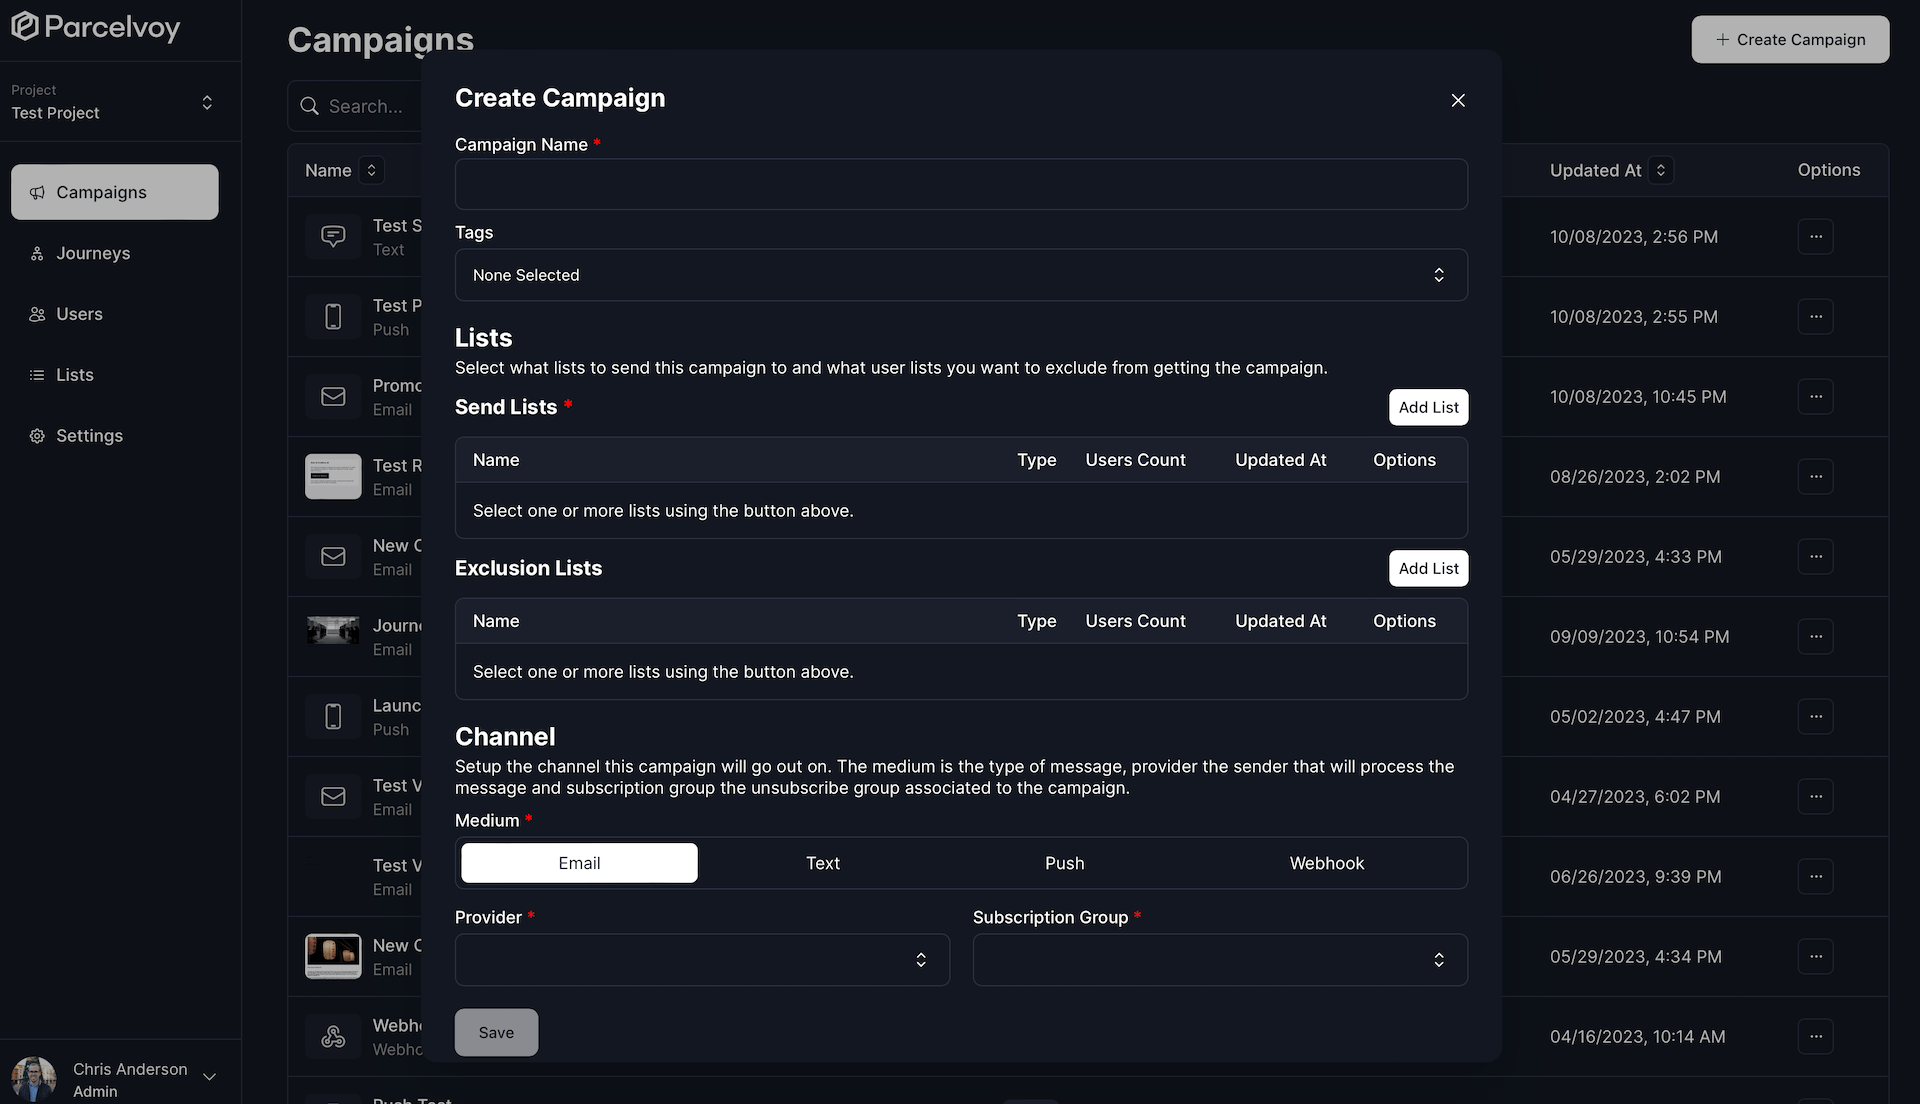 Parcelvoy
Project
Test Project
Campaigns
Journeys
Users
Lists
Settings
Chris Anderson
Admin
Campaigns
+ Create Campaign
Search...
Name
Updated At
Options
Test S
Text
10/08/2023, 2:56 PM
Test P
Push
10/08/2023, 2:55 PM
Promo
Email
10/08/2023, 10:45 PM
Test R
Email
08/26/2023, 2:02 PM
New C
Email
05/29/2023, 4:33 PM
Journe
Email
09/09/2023, 10:54 PM
Launc
Push
05/02/2023, 4:47 PM
Test V
Email
04/27/2023, 6:02 PM
Test V
Email
06/26/2023, 9:39 PM
New C
Email
05/29/2023, 4:34 PM
Webho
Webho
04/16/2023, 10:14 AM
Push Test
Create Campaign
Campaign Name *
Tags
None Selected
Lists
Select what lists to send this campaign to and what user lists you want to exclude from getting the campaign.
Send Lists *
Add List
Name Type Users Count Updated At Options
Select one or more lists using the button above.
Exclusion Lists
Add List
Name Type Users Count Updated At Options
Select one or more lists using the button above.
Channel
Setup the channel this campaign will go out on. The medium is the type of message, provider the sender that will process the
message and subscription group the unsubscribe group associated to the campaign.
Medium *
Email Text Push Webhook
Provider *
Subscription Group *
Save